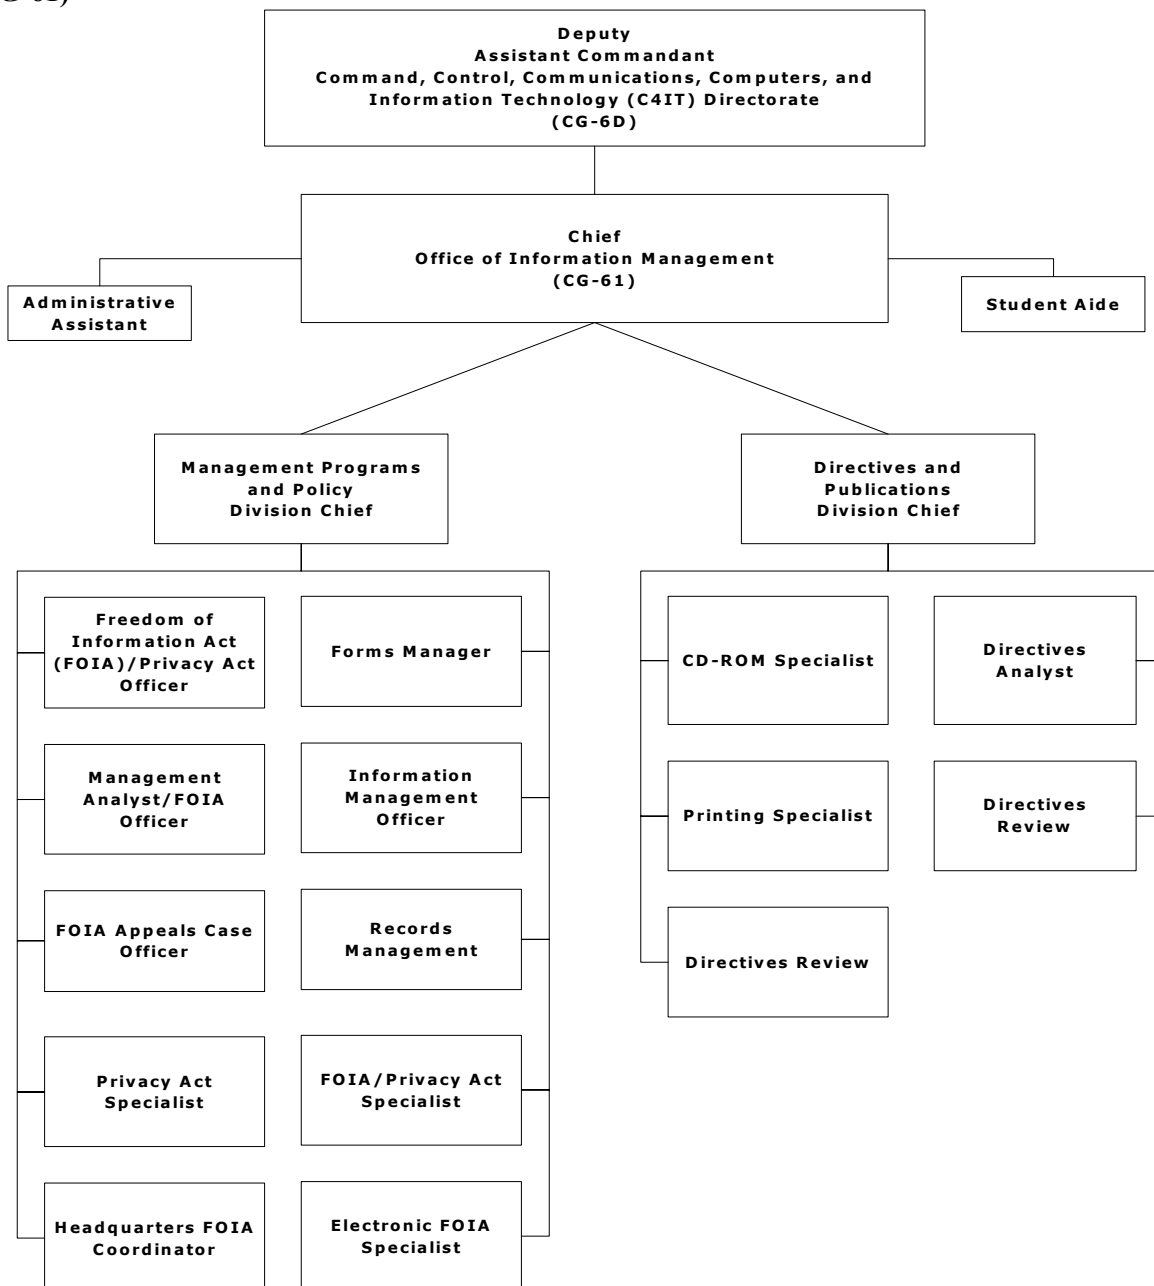 Deputy
Assistant Commandant
Command, Control, Communications, Computers, and
Information Technology (C4IT) Directorate
(CG-6D)
Chief
Office of Information Management
(CG-61)
Administrative
Assistant
Student Aide
Management Programs
and Policy
Division Chief
Directives and
Publications
Division Chief
Freedom of
Information Act
(FOIA)/Privacy Act
Officer
Forms Manager
CD-ROM Specialist
Directives
Analyst
Management
Analyst/FOIA
Officer
Information
Management
Officer
Printing Specialist
Directives
Review
FOIA Appeals Case
Officer
Records
Management
Directives Review
Privacy Act
Specialist
FOIA/Privacy Act
Specialist
Headquarters FOIA
Coordinator
Electronic FOIA
Specialist